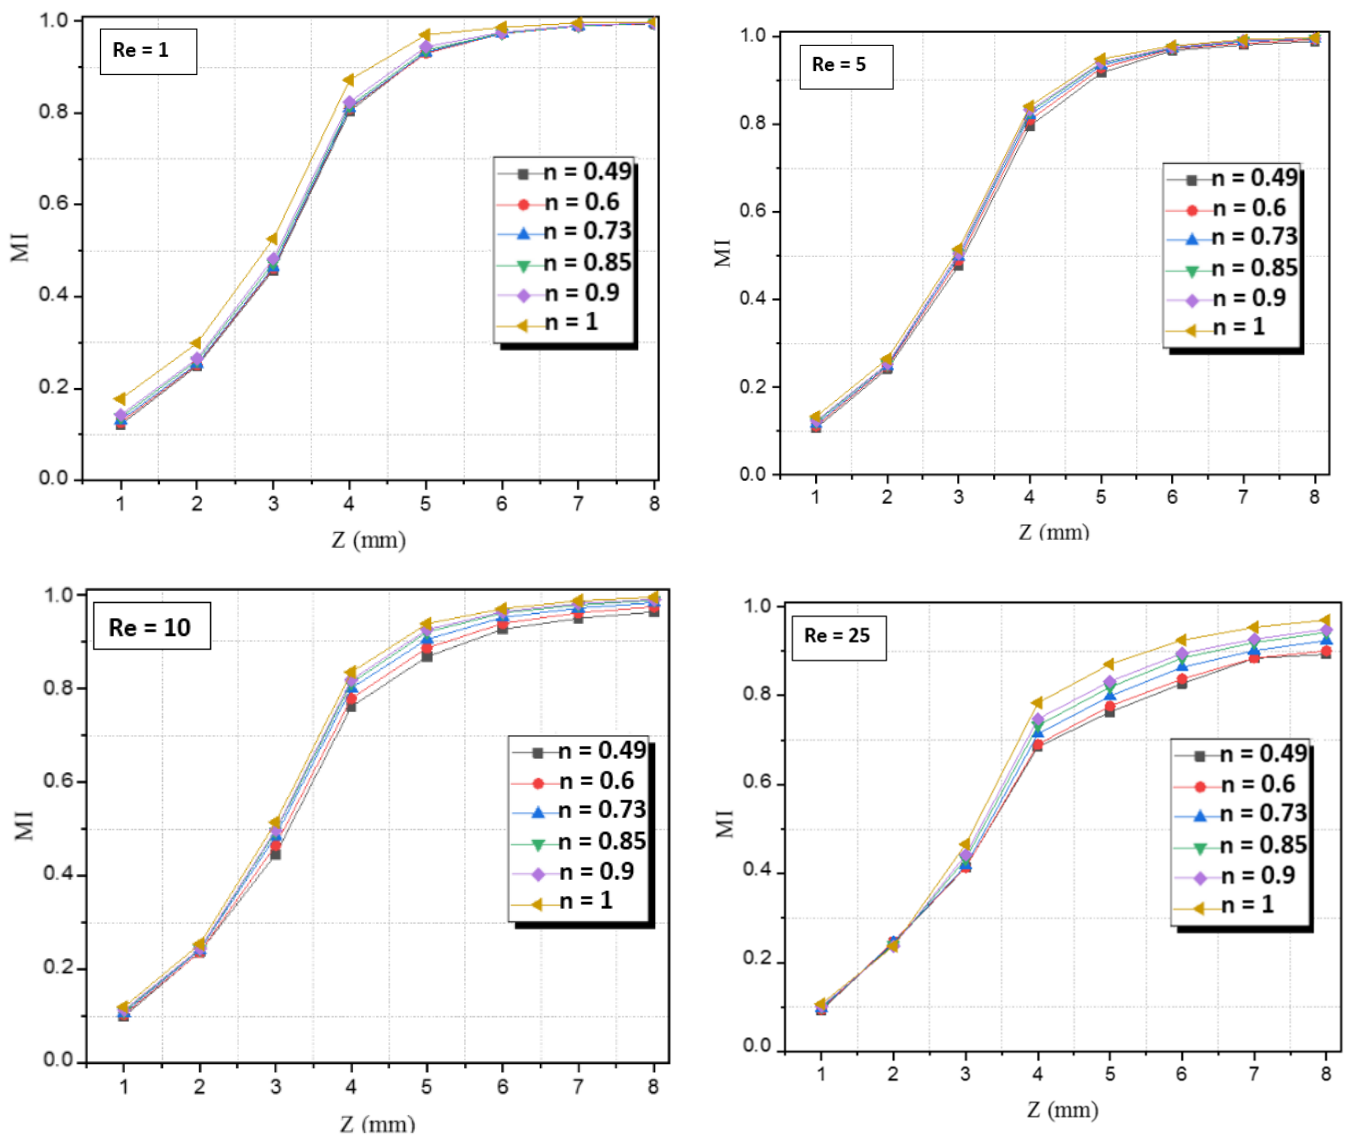 Re = 1
1.0
0.8
0.6
0.4
0.2
0.0
MI
n = 0.49
n = 0.6
n = 0.73
n = 0.85
n = 0.9
n = 1
1 2 3 4 5 6 7 8
Z (mm)
Re = 5
1.0
0.8
0.6
0.4
0.2
0.0
MI
n = 0.49
n = 0.6
n = 0.73
n = 0.85
n = 0.9
n = 1
1 2 3 4 5 6 7 8
Z (mm)
Re = 10
1.0
0.8
0.6
0.4
0.2
0.0
MI
n = 0.49
n = 0.6
n = 0.73
n = 0.85
n = 0.9
n = 1
1 2 3 4 5 6 7 8
Z (mm)
Re = 25
1.0
0.8
0.6
0.4
0.2
0.0
MI
n = 0.49
n = 0.6
n = 0.73
n = 0.85
n = 0.9
n = 1
1 2 3 4 5 6 7 8
Z (mm)